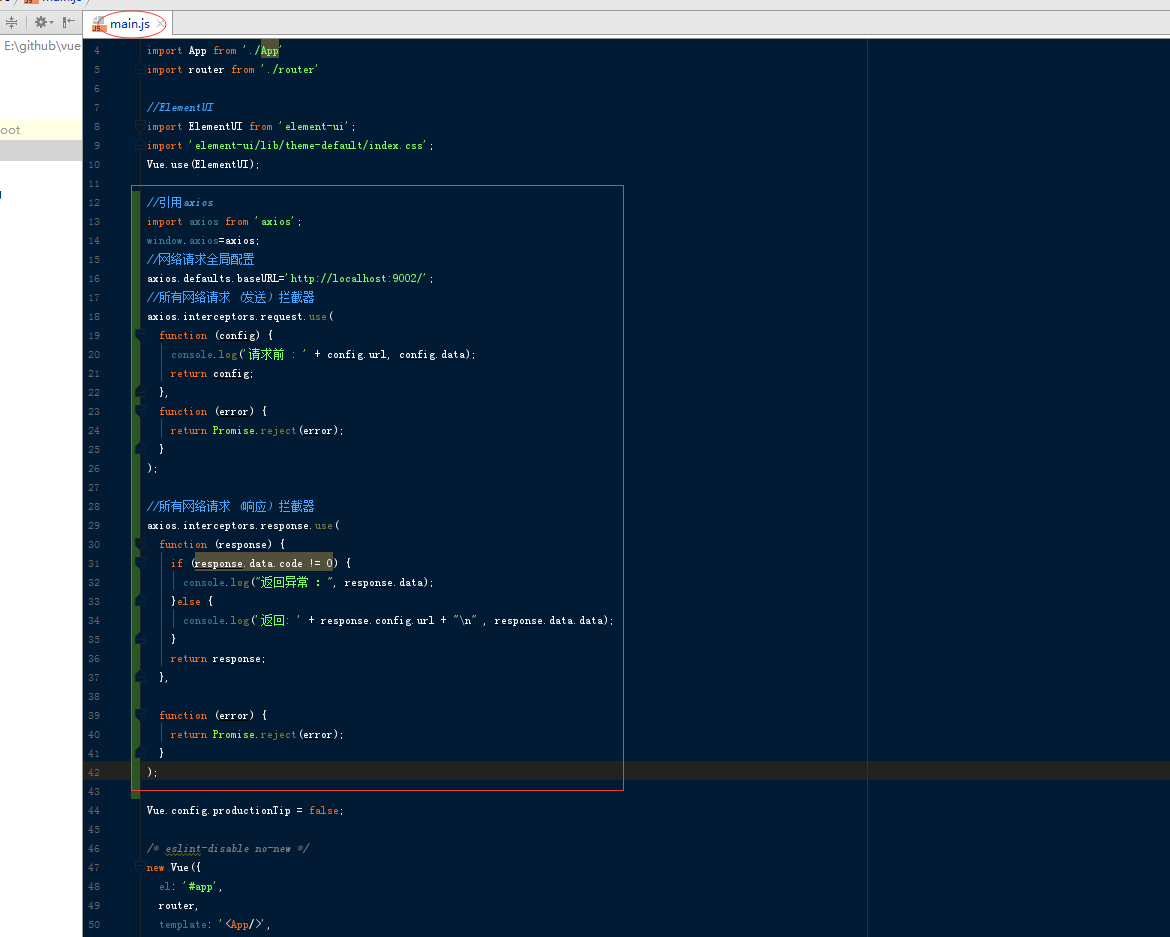 main.js
main.js
E:\github\vue
oot
4 import App from './App'
5 import router from './router'
6
7 //ElementUI
8 import ElementUI from 'element-ui';
9 import 'element-ui/lib/theme-default/index.css';
10 Vue.use(ElementUI);
11
12 //引用axios
13 import axios from 'axios';
14 window.axios=axios;
15 //网络请求全局配置
16 axios.defaults.baseURL='http://localhost:9002/';
17 //所有网络请求（发送）拦截器
18 axios.interceptors.request.use(
19 function (config) {
20 console.log('请求前 : ' + config.url, config.data);
21 return config;
22 },
23 function (error) {
24 return Promise.reject(error);
25 }
26 );
27
28 //所有网络请求（响应）拦截器
29 axios.interceptors.response.use(
30 function (response) {
31 if (response.data.code != 0) {
32 console.log("返回异常 : ", response.data);
33 }else {
34 console.log('返回: ' + response.config.url + "\n" , response.data.data);
35 }
36 return response;
37 },
38
39 function (error) {
40 return Promise.reject(error);
41 }
42 );
43
44 Vue.config.productionTip = false;
45
46 /* eslint-disable no-new */
47 new Vue({
48 el: '#app',
49 router,
50 template: '<App/>',